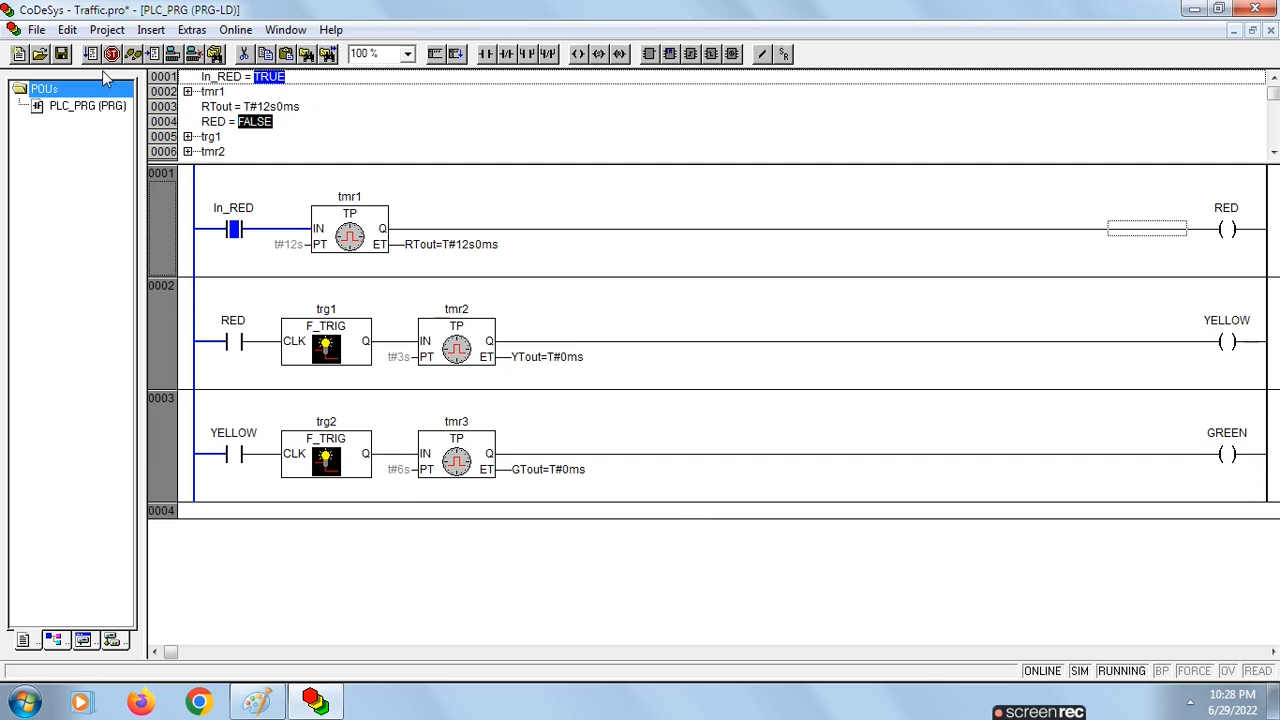 CoDeSys - Traffic.pro* - [PLC_PRG (PRG-LD)]
File Edit Project Insert Extras Online Window Help
100 %
POUs
PLC_PRG (PRG)
0001 In_RED = TRUE
0002 tmr1
0003 RTout = T#12s0ms
0004 RED = FALSE
0005 trg1
0006 tmr2
0001
tmr1
In_RED TP RED
IN Q
t#12s PT ET RTout=T#12s0ms
0002
trg1 tmr2
RED F_TRIG TP YELLOW
CLK Q IN Q
t#3s PT ET YTout=T#0ms
0003
trg2 tmr3
YELLOW F_TRIG TP GREEN
CLK Q IN Q
t#6s PT ET GTout=T#0ms
0004
ONLINE SIM RUNNING BP FORCE OV READ
10:28 PM
6/29/2022
screenrec